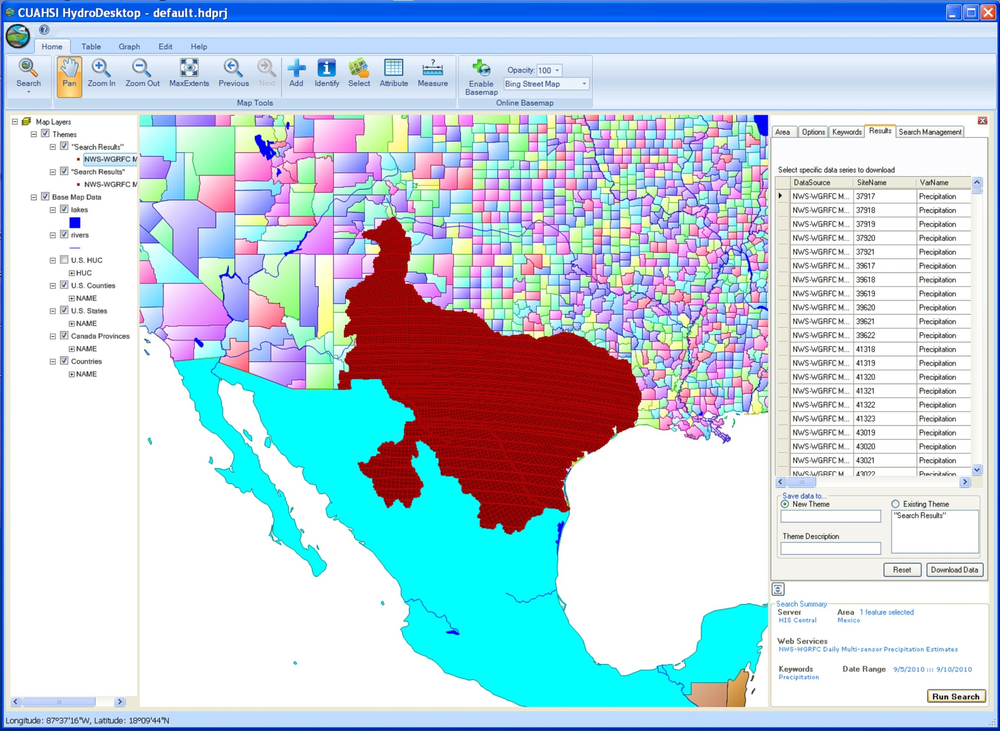 CUAHSI HydroDesktop - default.hdprj
Home Table Graph Edit Help
Search
Pan
Zoom In
Zoom Out
MaxExtents
Previous
Next
Add
Identify
Select
Attribute
?
Measure
Map Tools
Enable
Basemap
Opacity: 100
Bing Street Map
Online Basemap
Map Layers
Themes
"Search Results"
NWS-WGRFC M
"Search Results"
NWS-WGRFC M
Base Map Data
lakes
rivers
U.S. HUC
HUC
U.S. Counties
NAME
U.S. States
NAME
Canada Provinces
NAME
Countries
NAME
Area Options Keywords Results Search Management
Select specific data series to download
DataSource SiteName VarName
NWS-WGRFC M... 37917 Precipitation
NWS-WGRFC M... 37918 Precipitation
NWS-WGRFC M... 37919 Precipitation
NWS-WGRFC M... 37920 Precipitation
NWS-WGRFC M... 37921 Precipitation
NWS-WGRFC M... 39617 Precipitation
NWS-WGRFC M... 39618 Precipitation
NWS-WGRFC M... 39619 Precipitation
NWS-WGRFC M... 39620 Precipitation
NWS-WGRFC M... 39621 Precipitation
NWS-WGRFC M... 39622 Precipitation
NWS-WGRFC M... 41318 Precipitation
NWS-WGRFC M... 41319 Precipitation
NWS-WGRFC M... 41320 Precipitation
NWS-WGRFC M... 41321 Precipitation
NWS-WGRFC M... 41322 Precipitation
NWS-WGRFC M... 41323 Precipitation
NWS-WGRFC M... 43019 Precipitation
NWS-WGRFC M... 43020 Precipitation
NWS-WGRFC M... 43021 Precipitation
NWS-WGRFC M... 43022 Precipitation
Save data to...
New Theme
Existing Theme
"Search Results"
Theme Description
Reset Download Data
Search Summary
Server Area 1 feature selected
HIS Central Mexico
Web Services
NWS-WGRFC Daily Multi-sensor Precipitation Estimates
Keywords Date Range 9/5/2010 ::: 9/10/2010
Precipitation
Run Search
Longitude: 87º37'16"W, Latitude: 18º09'44"N